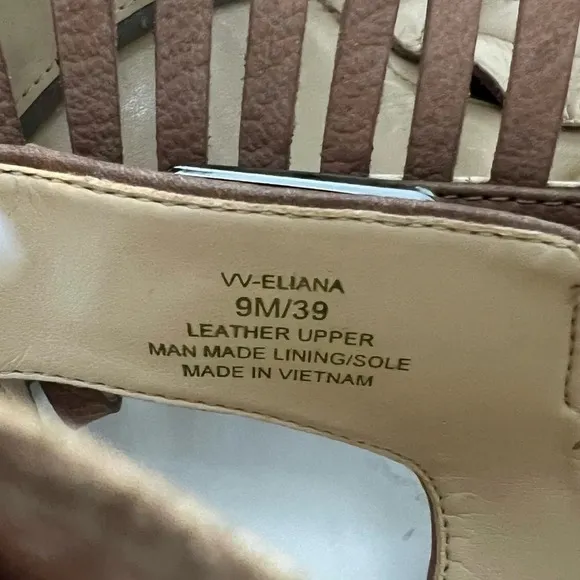 VV-ELIANA
9M/39
LEATHER UPPER
MAN MADE LINING/SOLE
MADE IN VIETNAM